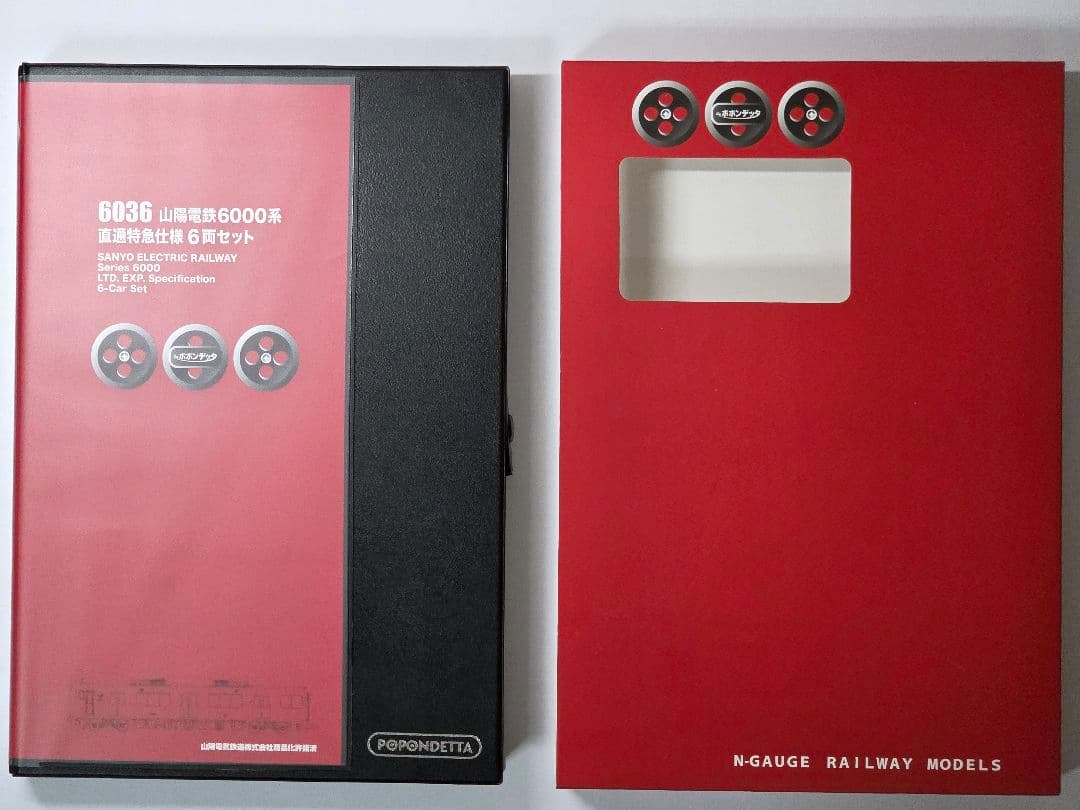 6036 山陽電鉄6000系
直通特急仕様 6両セット
SANYO ELECTRIC RAILWAY
Series 6000
LTD. EXP. Specification
6-Car Set
ポポンデッタ
山陽電気鉄道株式会社商品化許諾済
POPONDETTA
ポポンデッタ
N-GAUGE RAILWAY MODELS